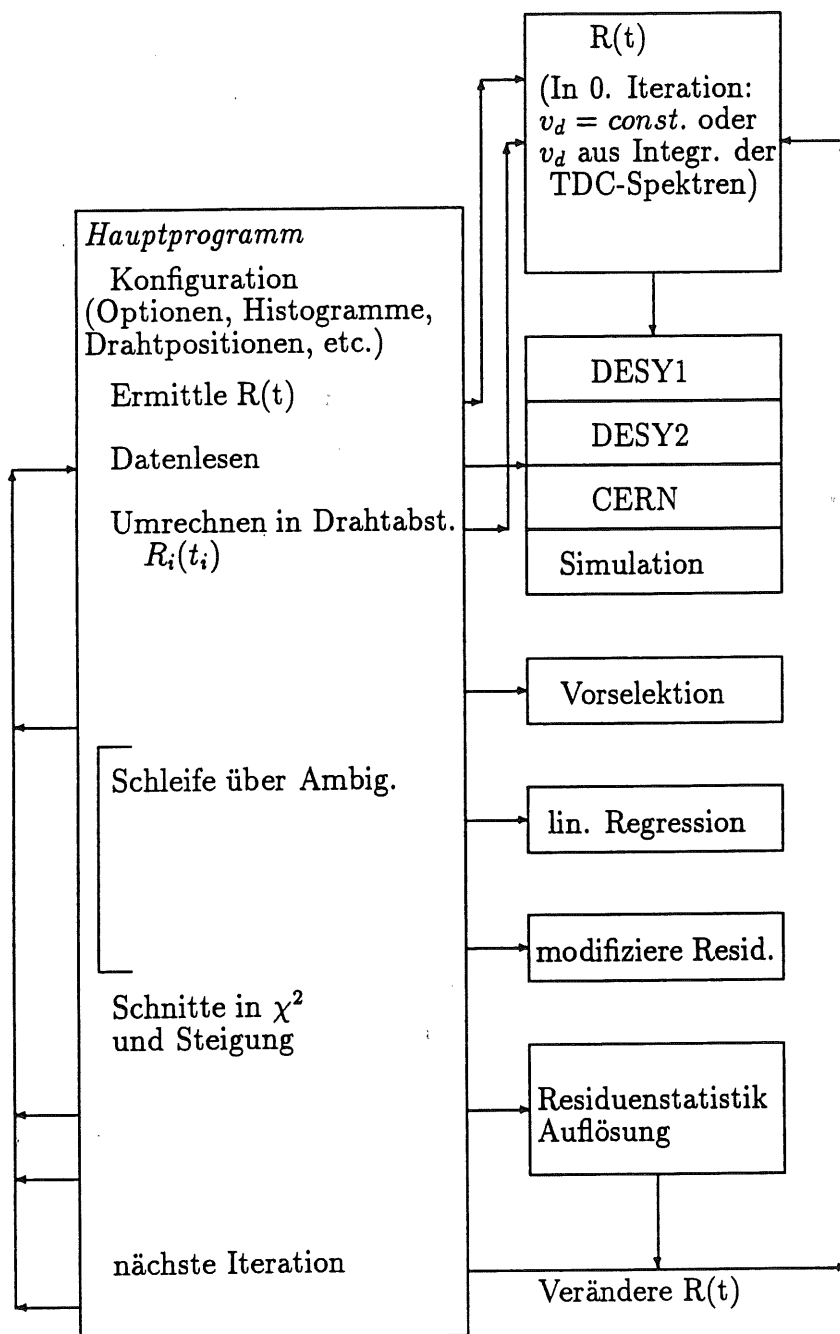 R(t)
(In 0. Iteration:
v_d = const. oder
v_d aus Integr. der
TDC-Spektren)
Hauptprogramm
Konfiguration
(Optionen, Histogramme,
Drahtpositionen, etc.)
Ermittle R(t)
Datenlesen
Umrechnen in Drahtabst.
R_i(t_i)
DESY1
DESY2
CERN
Simulation
Vorselektion
Schleife über Ambig.
lin. Regression
modifiziere Resid.
Schnitte in χ²
und Steigung
Residuenstatistik
Auflösung
nächste Iteration
Verändere R(t)